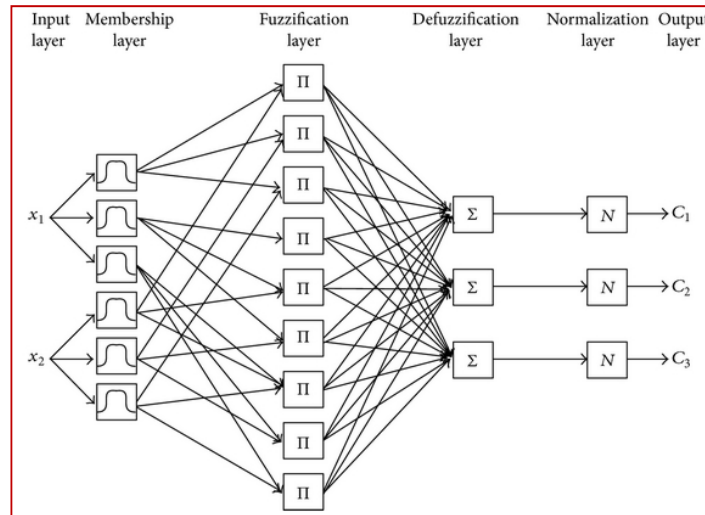 Input Membership Fuzzification Defuzzification Normalization Output
layer layer layer layer layer layer
Π
Π
Π
Π
Π
Π
Π
Π
Π
x₁
x₂
Σ N C₁
Σ N C₂
Σ N C₃